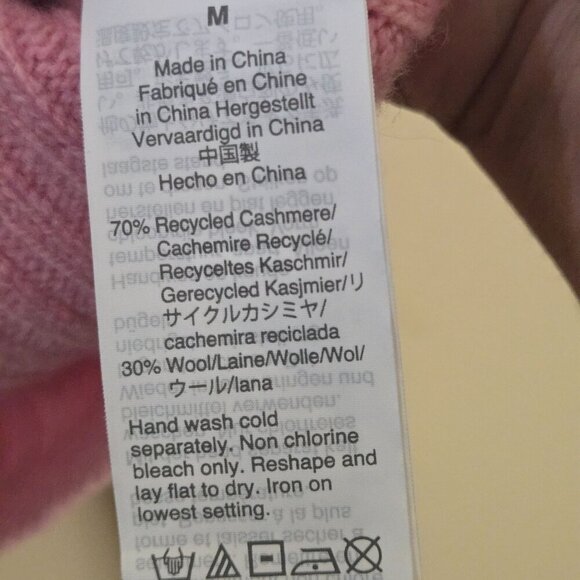 M
Made in China
Fabriqué en Chine
in China Hergestellt
Vervaardigd in China
中国製
Hecho en China
70% Recycled Cashmere/
Cachemire Recyclé/
Recyceltes Kaschmir/
Gerecycled Kasjmier/リ
サイクルカシミヤ/
cachemira reciclada
30% Wool/Laine/Wolle/Wol/
ウール/lana
Hand wash cold
separately. Non chlorine
bleach only. Reshape and
lay flat to dry. Iron on
lowest setting.